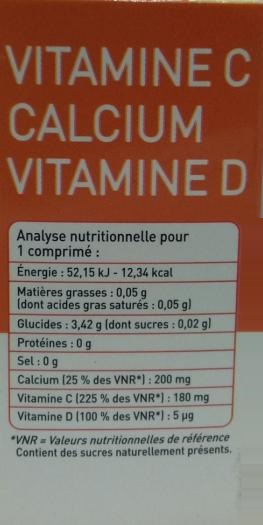 VITAMINE C
CALCIUM
VITAMINE D
Analyse nutritionnelle pour
1 comprimé :
Énergie : 52,15 kJ - 12,34 kcal
Matières grasses : 0,05 g
(dont acides gras saturés : 0,05 g)
Glucides : 3,42 g (dont sucres : 0,02 g)
Protéines : 0 g
Sel : 0 g
Calcium (25 % des VNR*) : 200 mg
Vitamine C (225 % des VNR*) : 180 mg
Vitamine D (100 % des VNR*) : 5 µg
*VNR = Valeurs nutritionnelles de référence
Contient des sucres naturellement présents.